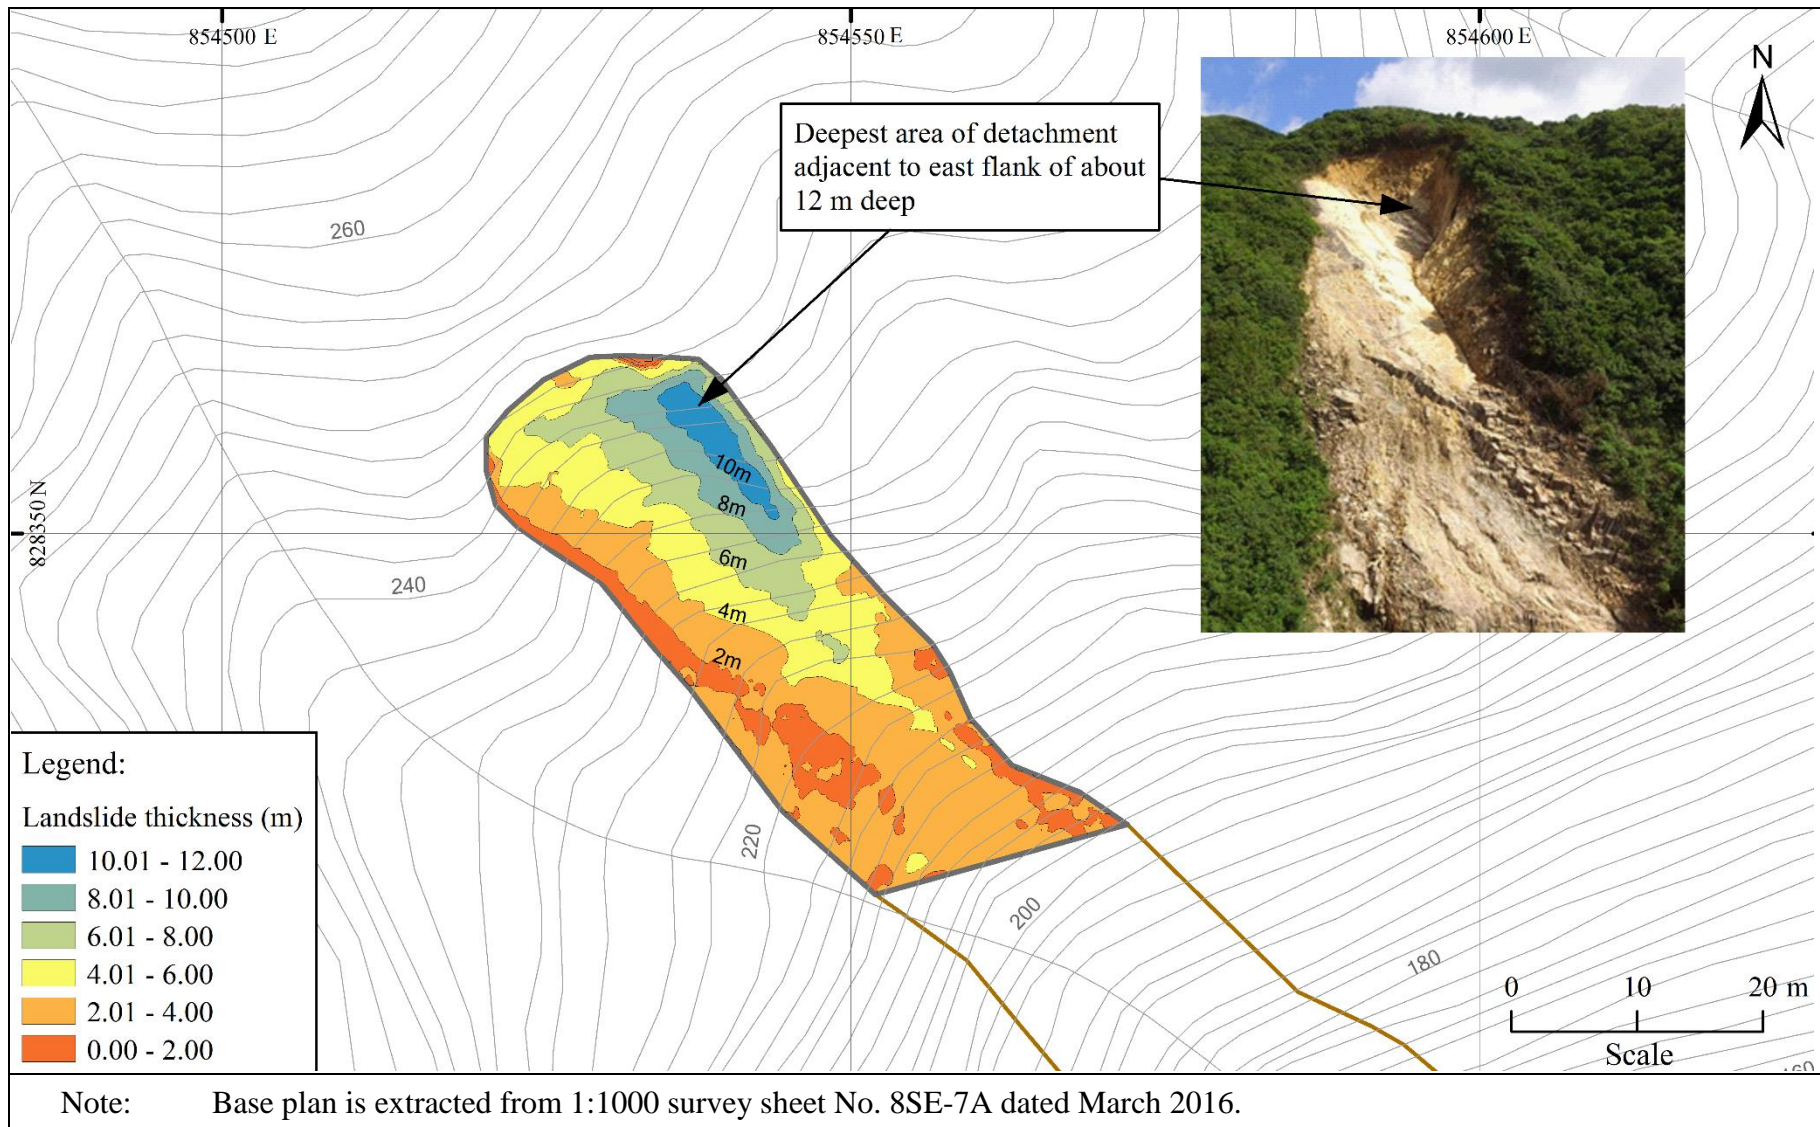 854500 E
854550 E
854600 E
N
Deepest area of detachment
adjacent to east flank of about
12 m deep
260
10m
8m
828350 N
6m
240
4m
2m
220
200
180
160
Legend:
Landslide thickness (m)
10.01 - 12.00
8.01 - 10.00
6.01 - 8.00
4.01 - 6.00
2.01 - 4.00
0.00 - 2.00
0 10 20 m
Scale
Note: Base plan is extracted from 1:1000 survey sheet No. 8SE-7A dated March 2016.